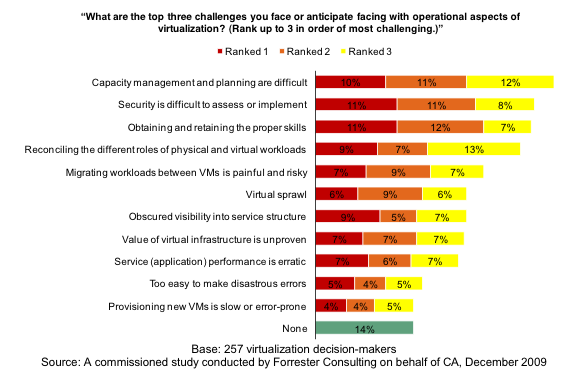 “What are the top three challenges you face or anticipate facing with operational aspects of
virtualization? (Rank up to 3 in order of most challenging.)”
Ranked 1 Ranked 2 Ranked 3
Capacity management and planning are difficult 10% 11% 12%
Security is difficult to assess or implement 11% 11% 8%
Obtaining and retaining the proper skills 11% 12% 7%
Reconciling the different roles of physical and virtual workloads 9% 7% 13%
Migrating workloads between VMs is painful and risky 7% 9% 7%
Virtual sprawl 6% 9% 6%
Obscured visibility into service structure 9% 5% 7%
Value of virtual infrastructure is unproven 7% 7% 7%
Service (application) performance is erratic 7% 6% 7%
Too easy to make disastrous errors 6% 4% 5%
Provisioning new VMs is slow or error-prone 4% 4% 5%
None 14%
Base: 257 virtualization decision-makers
Source: A commissioned study conducted by Forrester Consulting on behalf of CA, December 2009